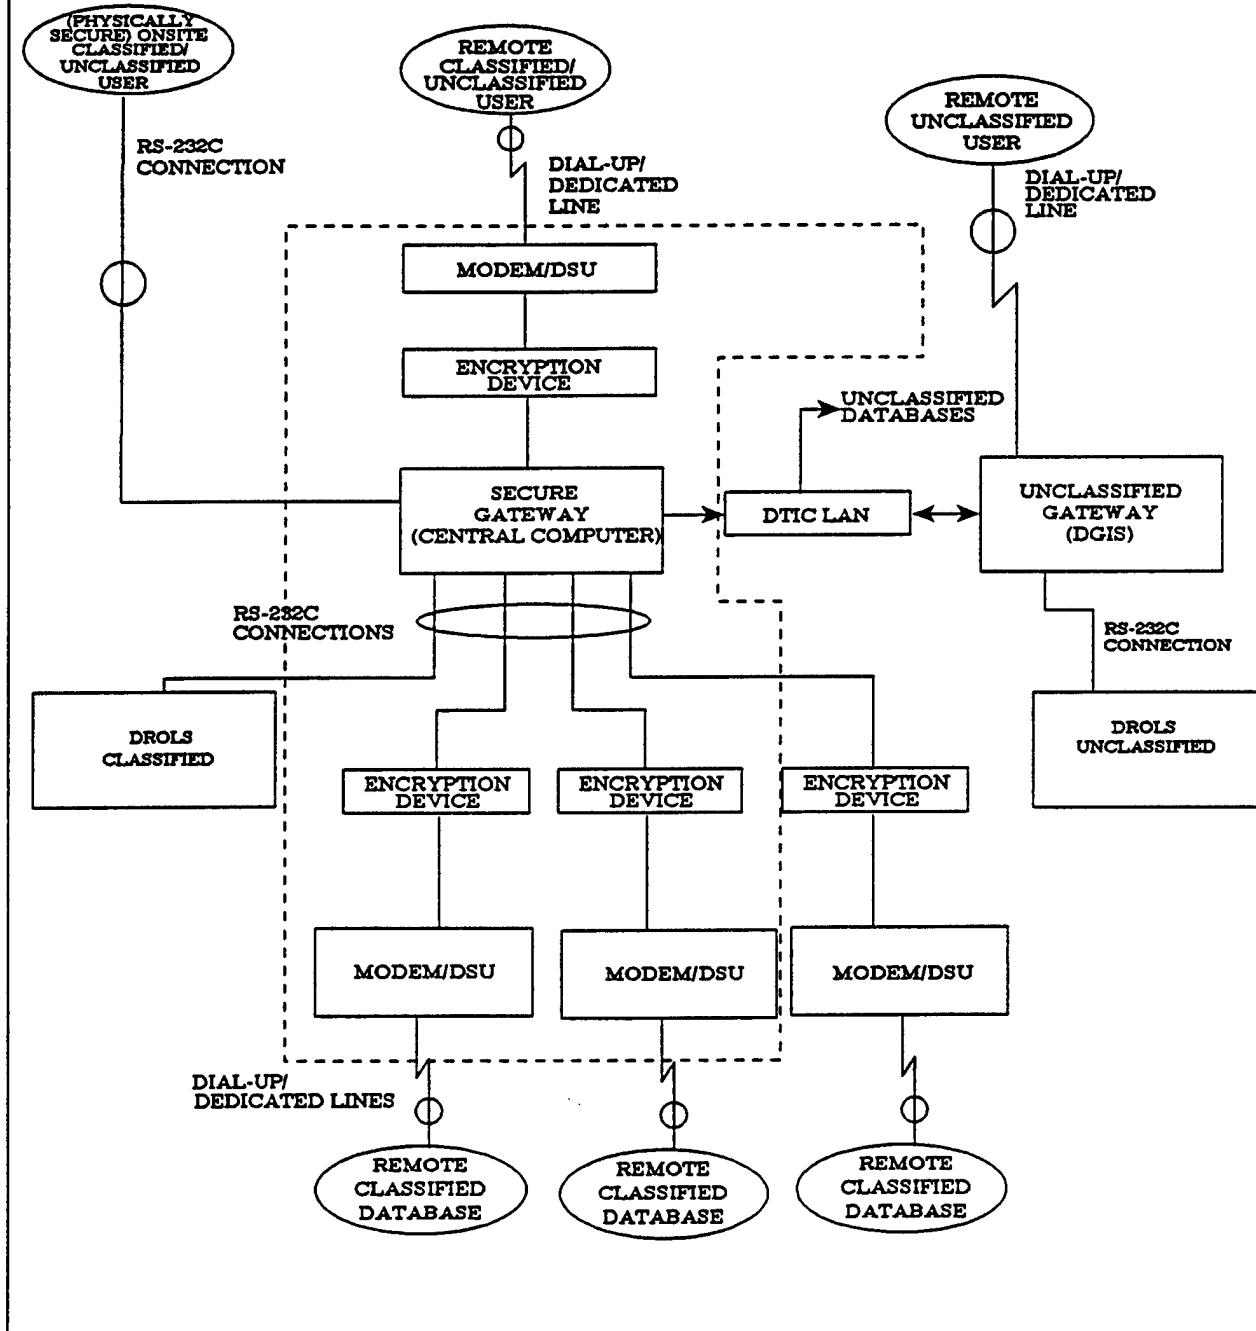 (PHYSICALLY
SECURE) ONSITE
CLASSIFIED/
UNCLASSIFIED
USER
REMOTE
CLASSIFIED/
UNCLASSIFIED
USER
REMOTE
UNCLASSIFIED
USER
RS-232C
CONNECTION
DIAL-UP/
DEDICATED
LINE
DIAL-UP/
DEDICATED
LINE
MODEM/DSU
ENCRYPTION
DEVICE
UNCLASSIFIED
DATABASES
SECURE
GATEWAY
(CENTRAL COMPUTER)
DTIC LAN
UNCLASSIFIED
GATEWAY
(DGIS)
RS-232C
CONNECTIONS
RS-232C
CONNECTION
DROLS
CLASSIFIED
DROLS
UNCLASSIFIED
ENCRYPTION
DEVICE
ENCRYPTION
DEVICE
ENCRYPTION
DEVICE
MODEM/DSU
MODEM/DSU
MODEM/DSU
DIAL-UP/
DEDICATED LINES
REMOTE
CLASSIFIED
DATABASE
REMOTE
CLASSIFIED
DATABASE
REMOTE
CLASSIFIED
DATABASE